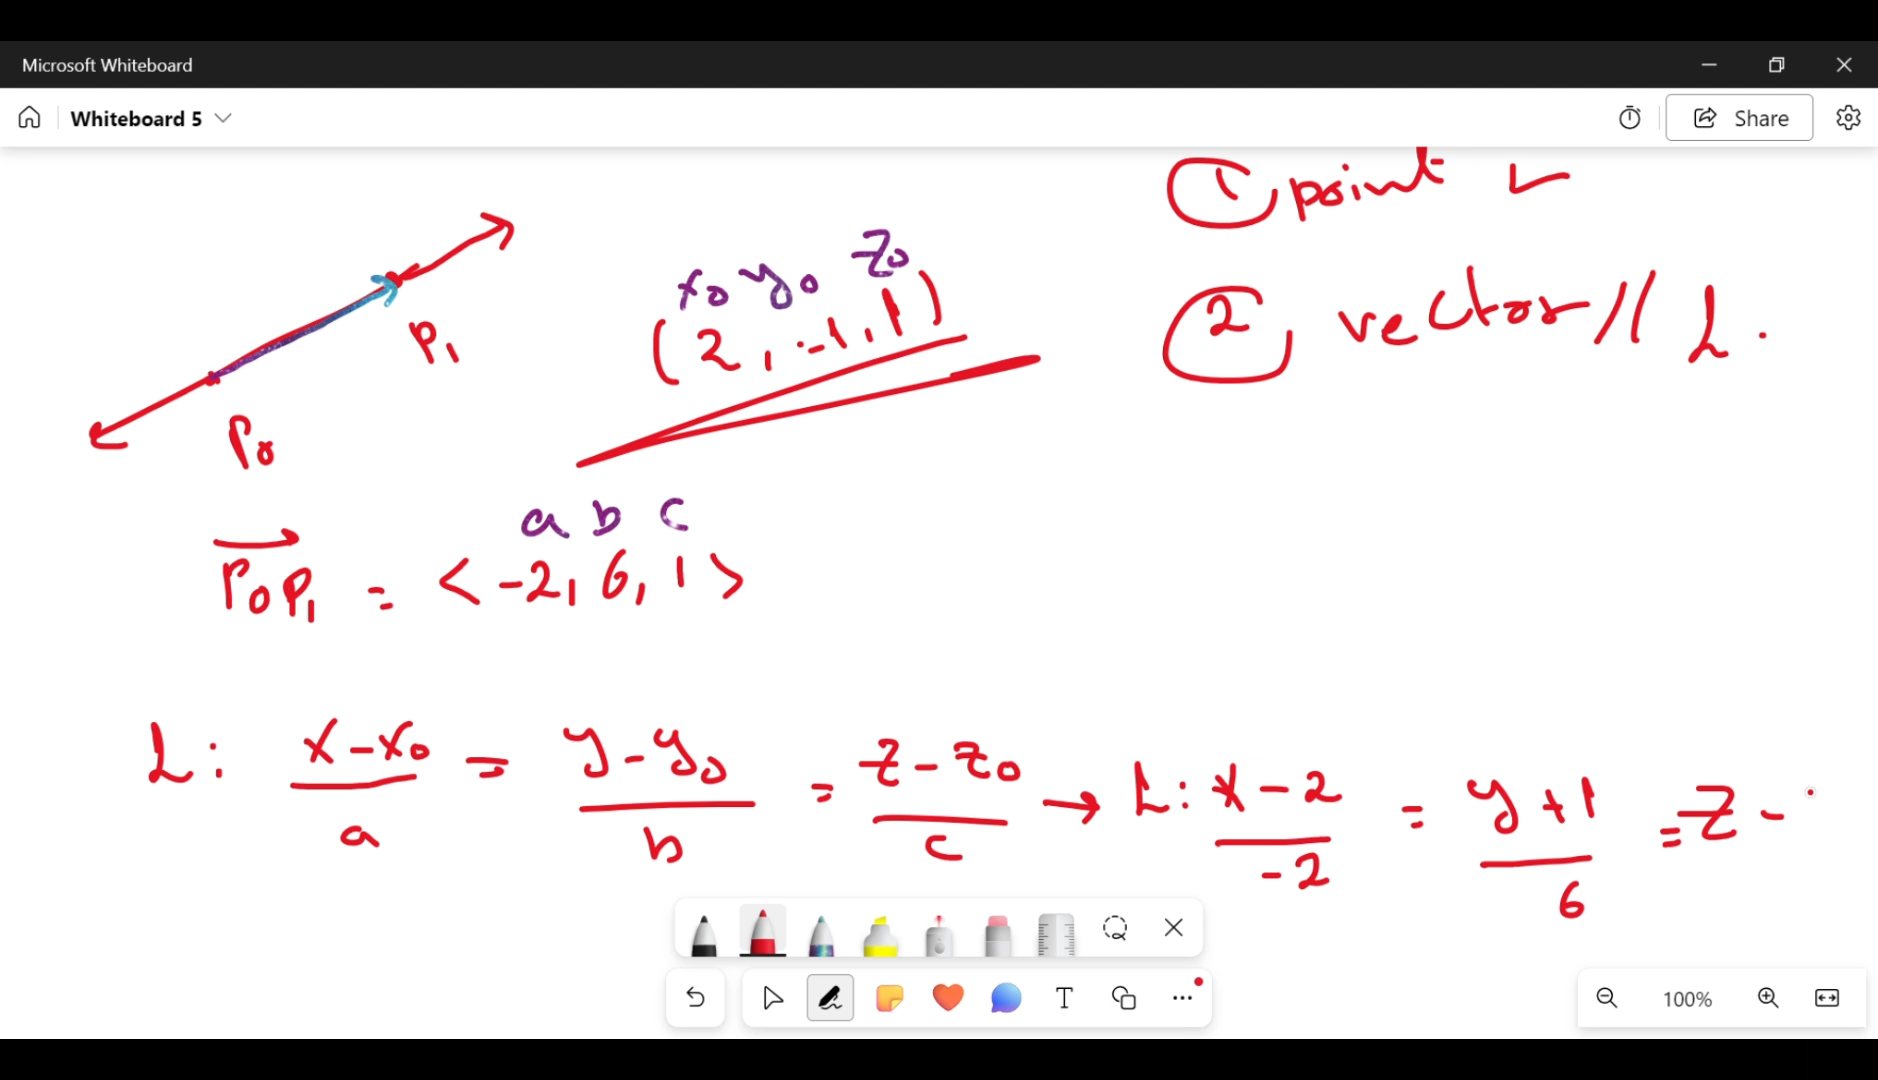 Microsoft Whiteboard
Whiteboard 5
Share
① point ✓
② vector // L.
x₀ y₀ z₀
(2, -1, 1)
P₁
P₀
a b c
P₀P₁ = < -2, 6, 1 >
L: x-x₀/a = y-y₀/b = z-z₀/c → L: x-2/-2 = y+1/6 = z-
T
100%